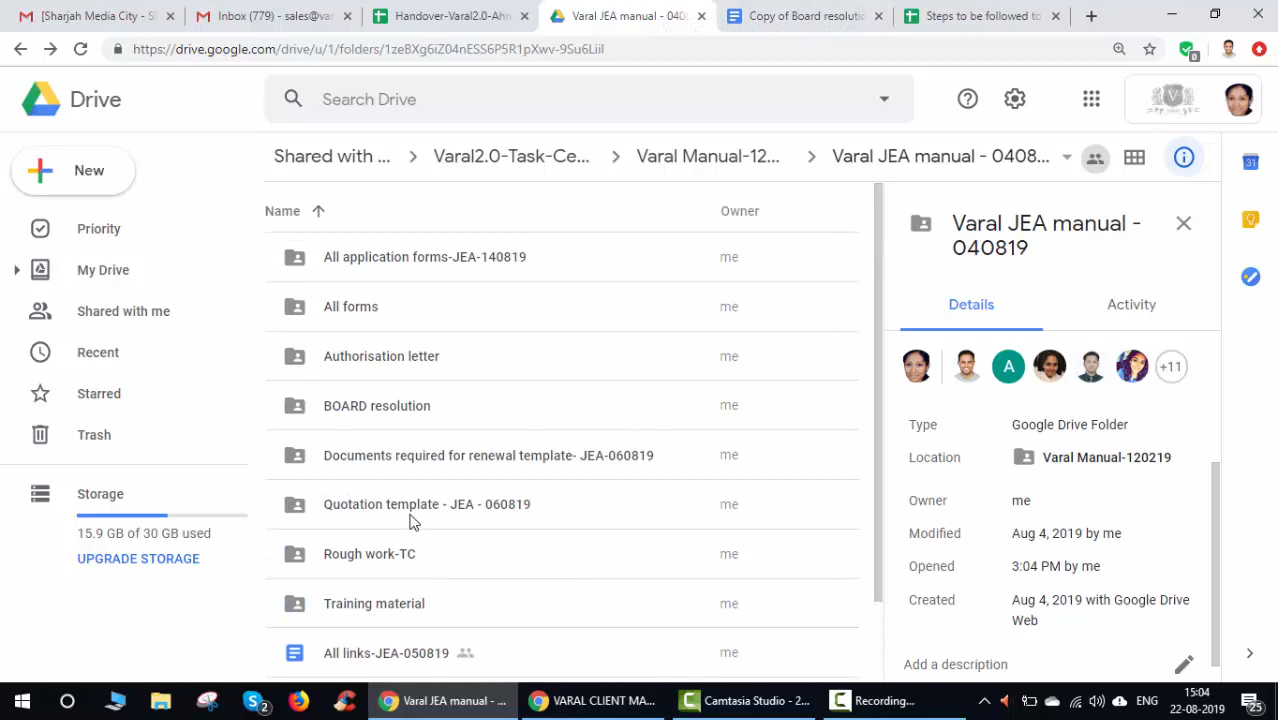 [Sharjah Media City - Sl
Inbox (779) - sales@var
Handover-Varal2.0-Ahm
Varal JEA manual - 040
Copy of Board resolutio
Steps to be followed to
https://drive.google.com/drive/u/1/folders/1zeBXg6iZ04nESS6P5R1pXwv-9Su6LiiI
0
Drive
Search Drive
V
New
Shared with ...
Varal2.0-Task-Ce...
Varal Manual-12...
Varal JEA manual - 0408...
31
Name
Owner
Priority
My Drive
Shared with me
Recent
Starred
Trash
Storage
15.9 GB of 30 GB used
UPGRADE STORAGE
All application forms-JEA-140819 me
All forms me
Authorisation letter me
BOARD resolution me
Documents required for renewal template- JEA-060819 me
Quotation template - JEA - 060819 me
Rough work-TC me
Training material me
All links-JEA-050819 me
Varal JEA manual -
040819
Details
Activity
A
+11
Type Google Drive Folder
Location Varal Manual-120219
Owner me
Modified Aug 4, 2019 by me
Opened 3:04 PM by me
Created Aug 4, 2019 with Google Drive
Web
Add a description
2
Varal JEA manual - ...
VARAL CLIENT MA...
Camtasia Studio - 2...
Recording...
ENG
15:04
22-08-2019
25